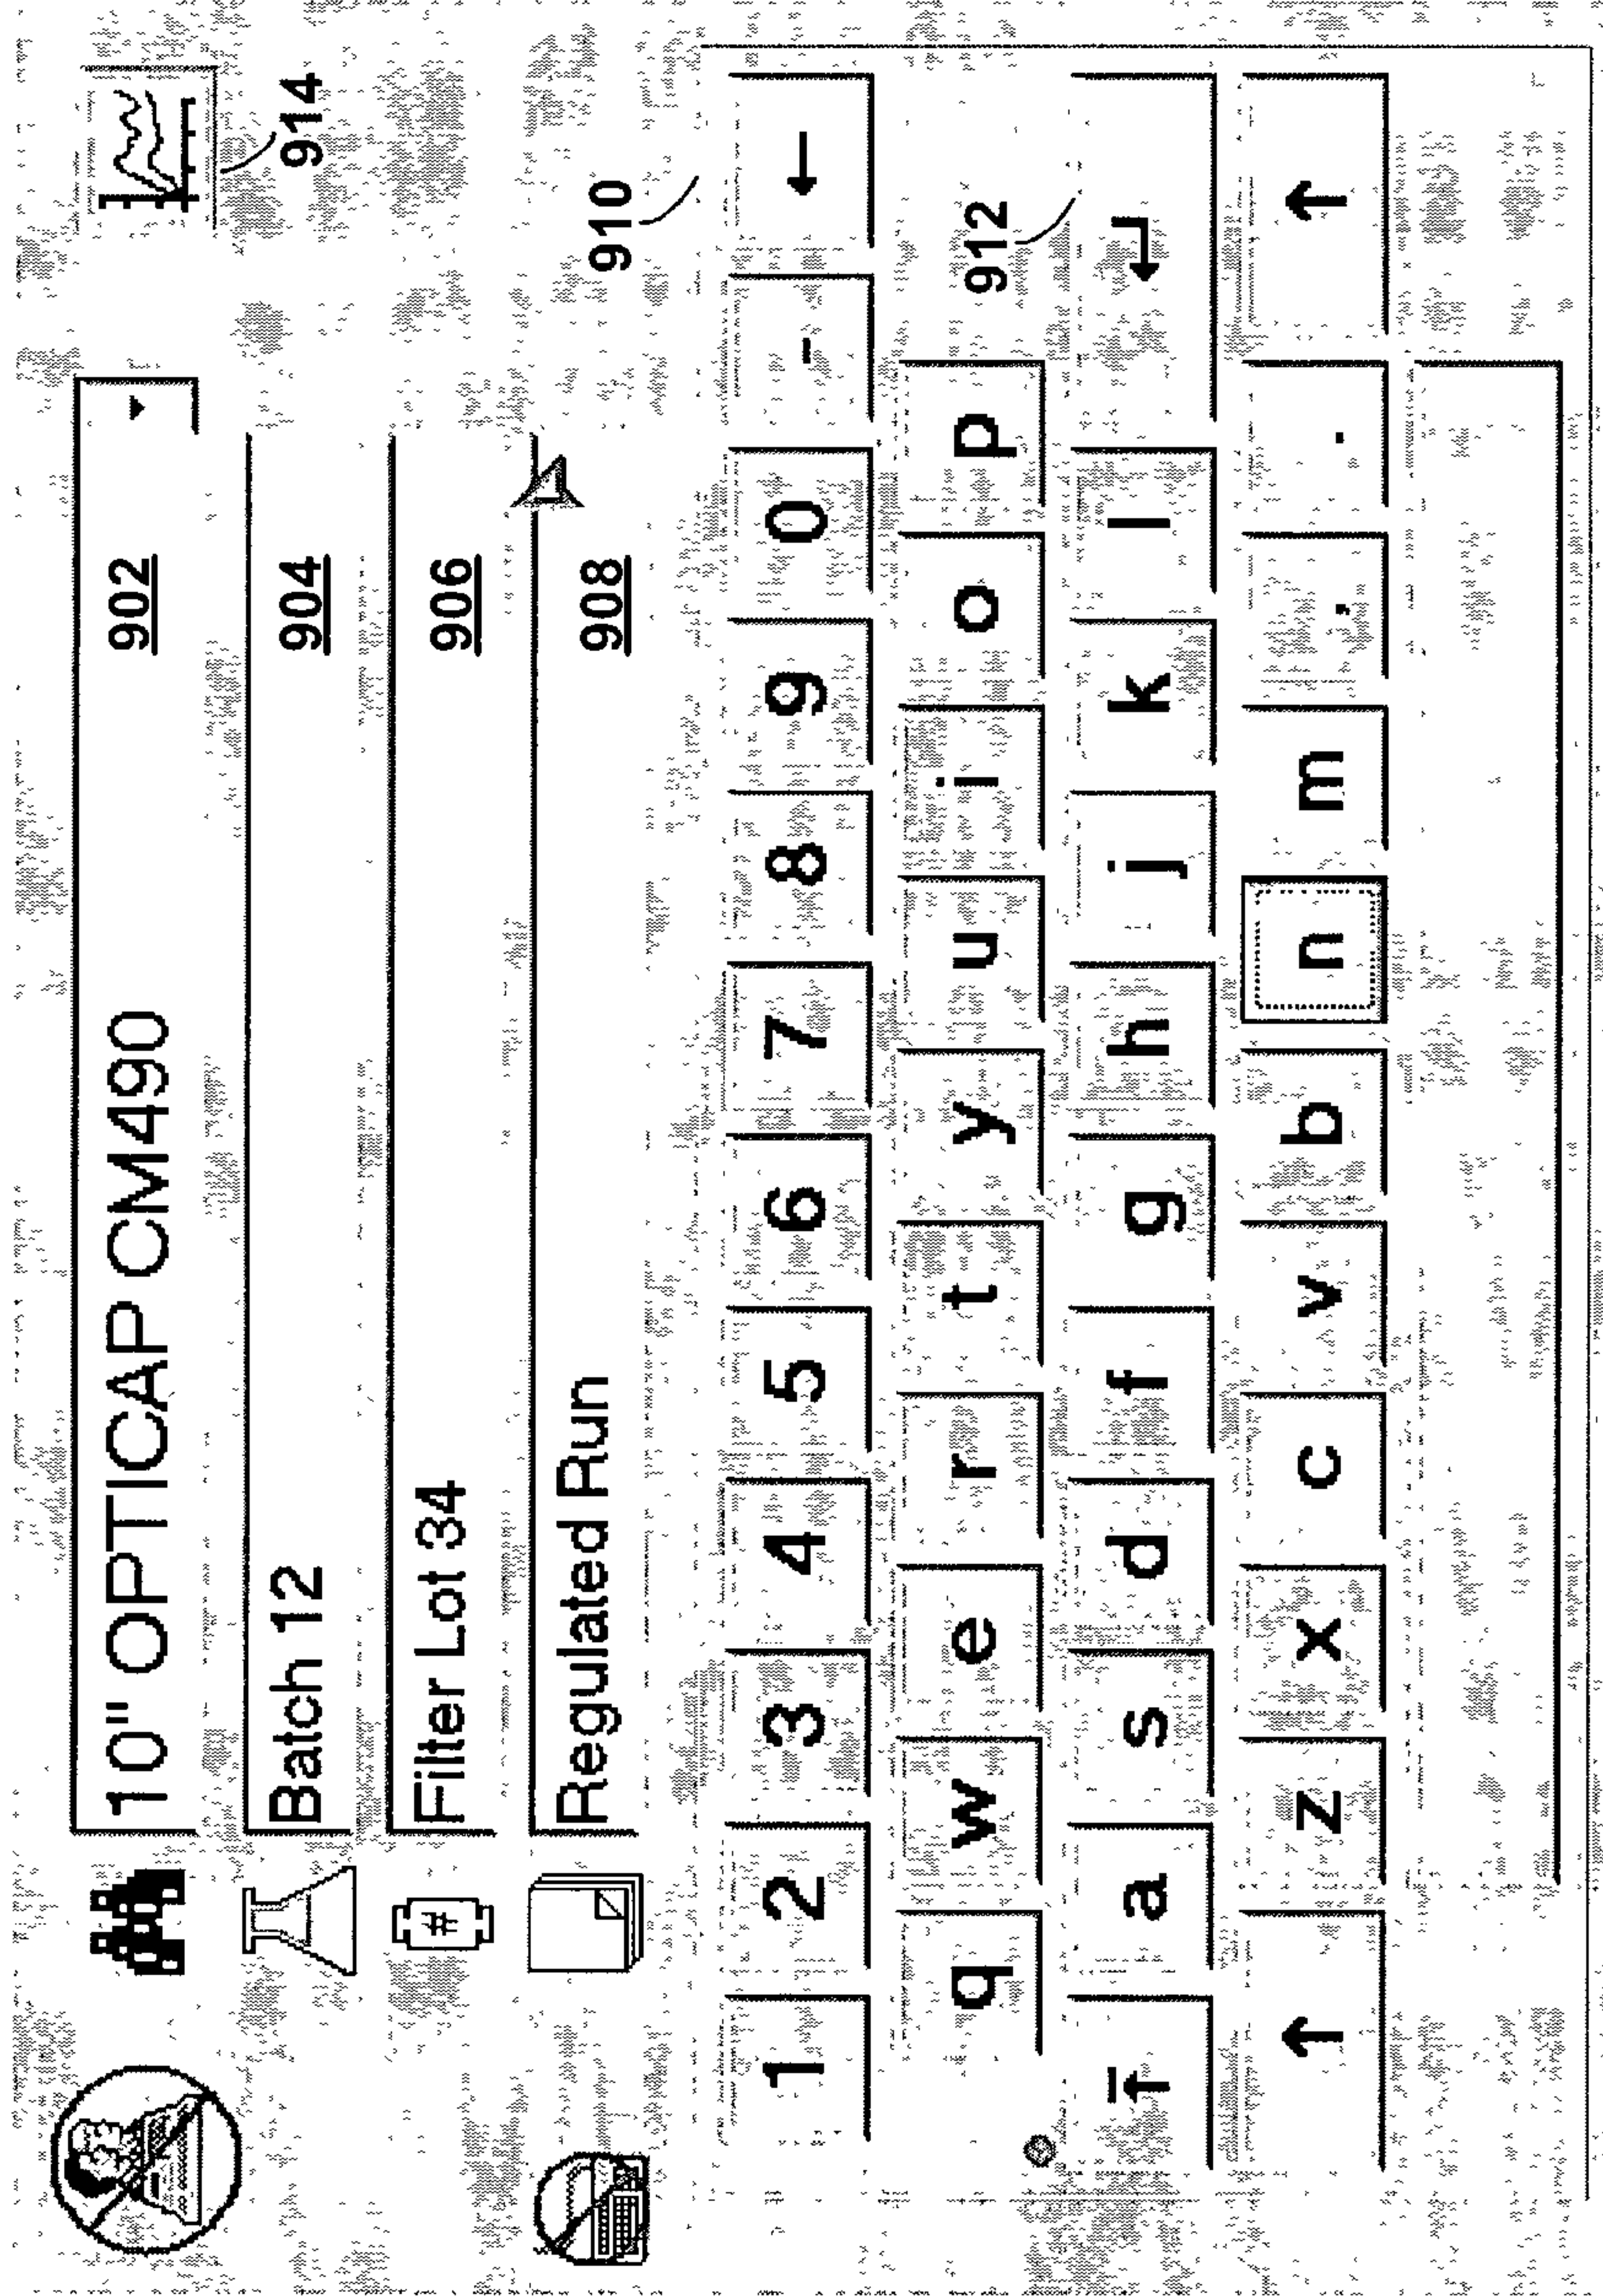 10" OPTICAP CM490 902
914
Batch 12 904
Filter Lot 34 906
#
Regulated Run 908
910
1 2 3 4 5 6 7 8 9 0 - ←
q w e r t y u i o p
912
a s d f g h j k l ↵
↑ z x c v b n m , . ↑